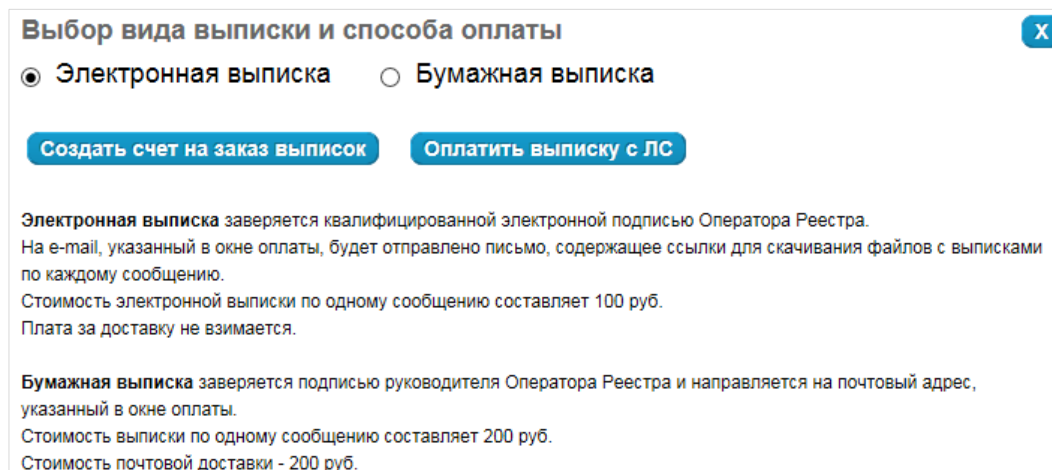 Выбор вида выписки и способа оплаты
X
Электронная выписка Бумажная выписка
Создать счет на заказ выписок Оплатить выписку с ЛС
Электронная выписка заверяется квалифицированной электронной подписью Оператора Реестра.
На e-mail, указанный в окне оплаты, будет отправлено письмо, содержащее ссылки для скачивания файлов с выписками
по каждому сообщению.
Стоимость электронной выписки по одному сообщению составляет 100 руб.
Плата за доставку не взимается.
Бумажная выписка заверяется подписью руководителя Оператора Реестра и направляется на почтовый адрес,
указанный в окне оплаты.
Стоимость выписки по одному сообщению составляет 200 руб.
Стоимость почтовой доставки - 200 руб.